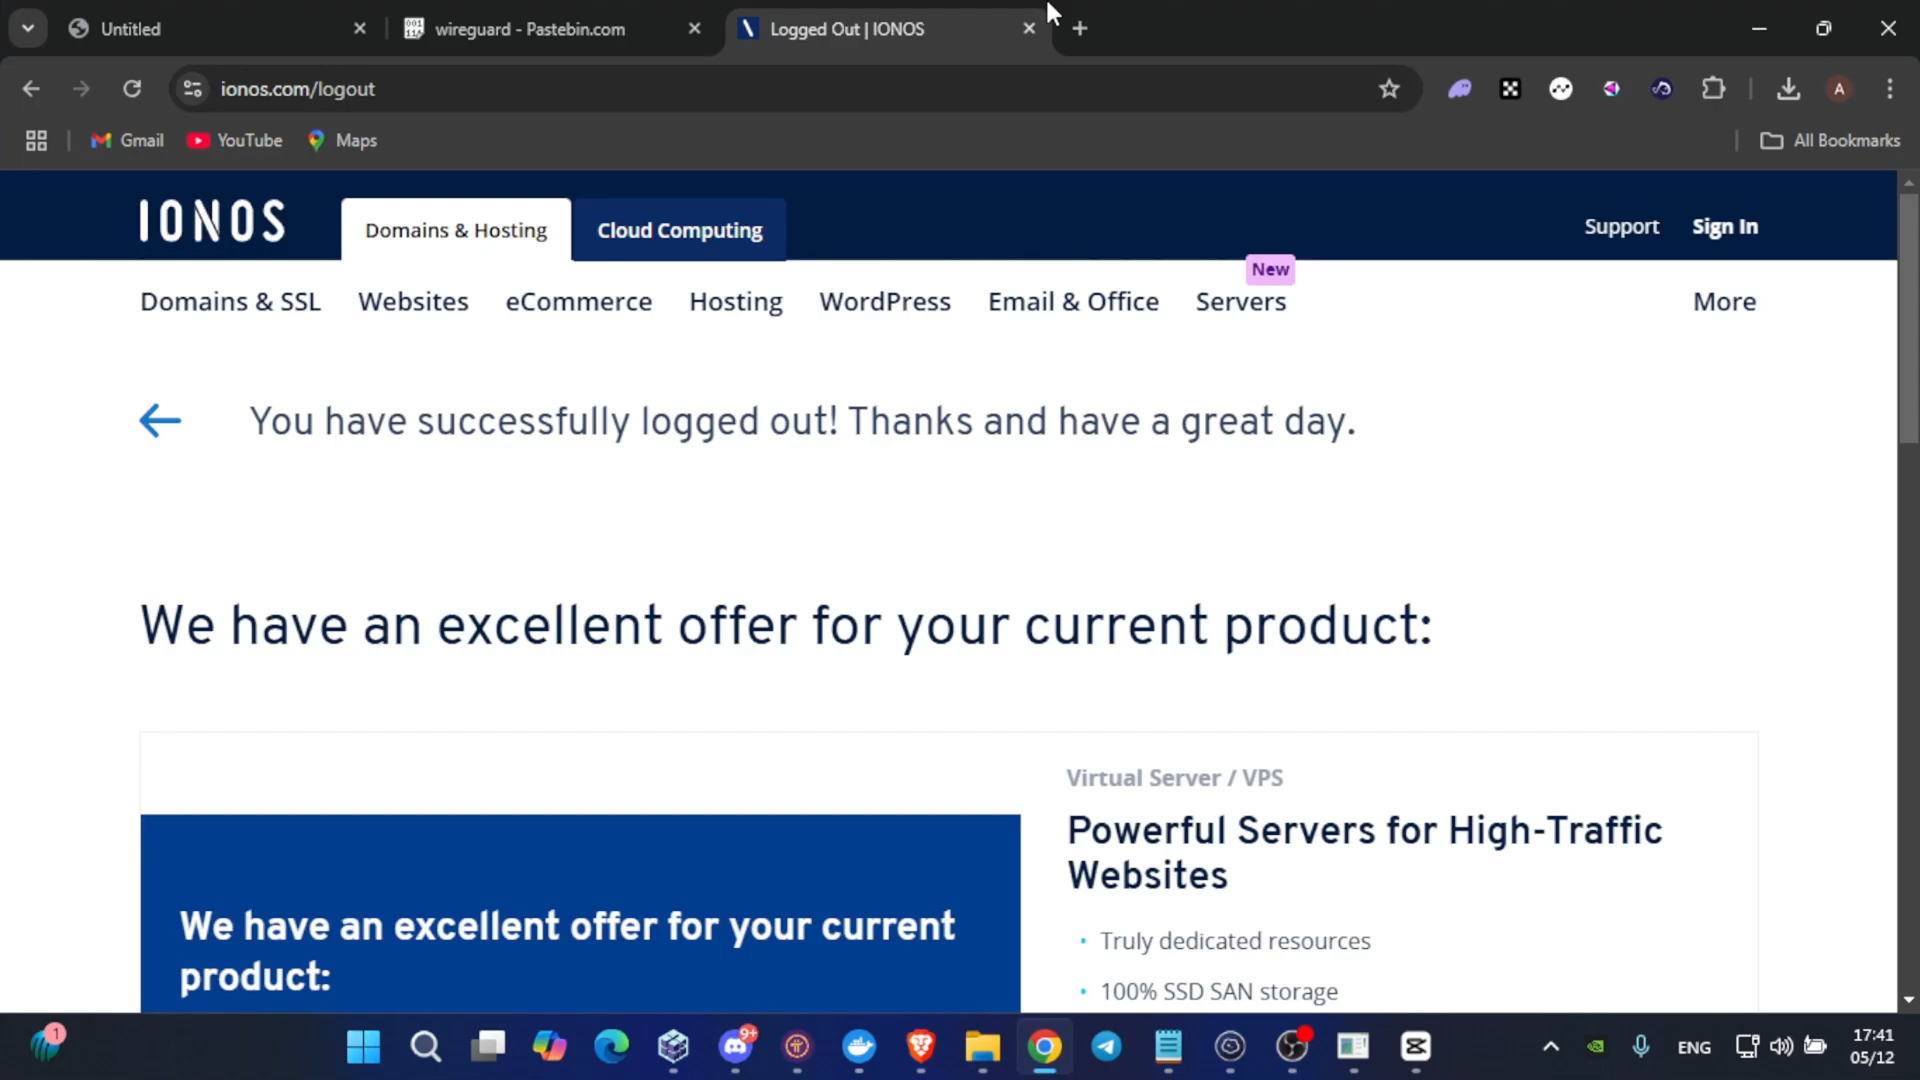 Untitled
wireguard - Pastebin.com
Logged Out | IONOS
ionos.com/logout
A
Gmail
YouTube
Maps
All Bookmarks
IONOS
Domains & Hosting
Cloud Computing
Support
Sign In
New
Domains & SSL
Websites
eCommerce
Hosting
WordPress
Email & Office
Servers
More
You have successfully logged out! Thanks and have a great day.
We have an excellent offer for your current product:
Virtual Server / VPS
Powerful Servers for High-Traffic
Websites
• Truly dedicated resources
• 100% SSD SAN storage
We have an excellent offer for your current
product:
1
9+
ENG
17:41
05/12